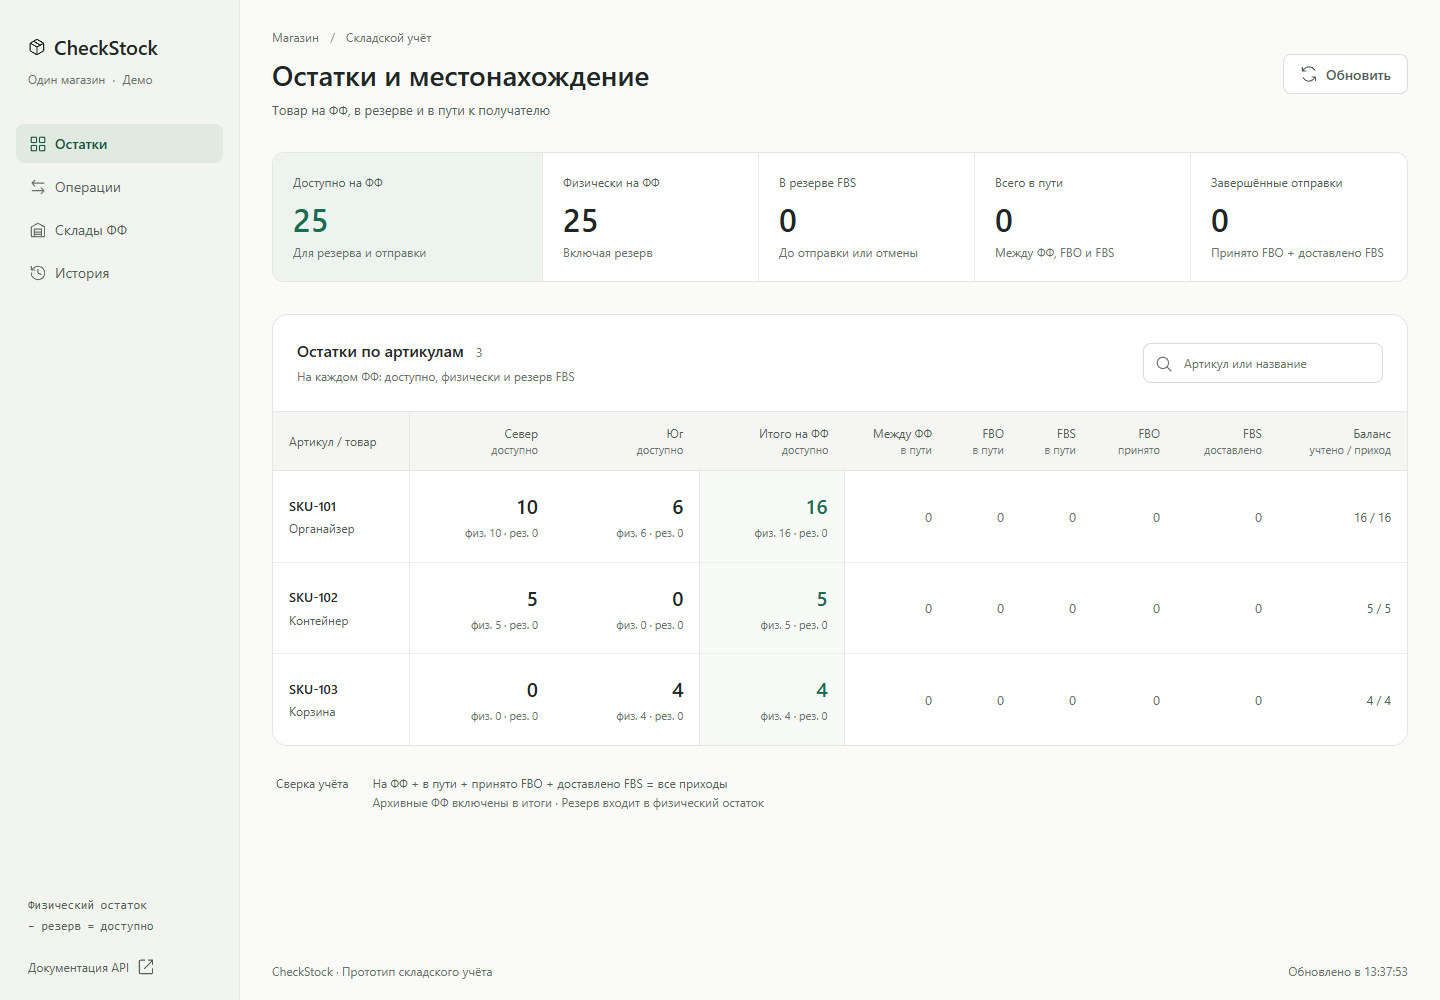 CheckStock
Один магазин · Демо
Остатки
Операции
Склады ФФ
История
Физический остаток
− резерв = доступно
Документация API
Магазин / Складской учёт
Остатки и местонахождение
Товар на ФФ, в резерве и в пути к получателю
Обновить
Доступно на ФФ
25
Для резерва и отправки
Физически на ФФ
25
Включая резерв
В резерве FBS
0
До отправки или отмены
Всего в пути
0
Между ФФ, FBO и FBS
Завершённые отправки
0
Принято FBO + доставлено FBS
Остатки по артикулам 3
На каждом ФФ: доступно, физически и резерв FBS
Артикул или название
Артикул / товар
Север
доступно
Юг
доступно
Итого на ФФ
доступно
Между ФФ
в пути
FBO
в пути
FBS
в пути
FBO
принято
FBS
доставлено
Баланс
учтено / приход
SKU-101
Органайзер
10
физ. 10 · рез. 0
6
физ. 6 · рез. 0
16
физ. 16 · рез. 0
0
0
0
0
0
16 / 16
SKU-102
Контейнер
5
физ. 5 · рез. 0
0
физ. 0 · рез. 0
5
физ. 5 · рез. 0
0
0
0
0
0
5 / 5
SKU-103
Корзина
0
физ. 0 · рез. 0
4
физ. 4 · рез. 0
4
физ. 4 · рез. 0
0
0
0
0
0
4 / 4
Сверка учёта
На ФФ + в пути + принято FBO + доставлено FBS = все приходы
Архивные ФФ включены в итоги · Резерв входит в физический остаток
CheckStock · Прототип складского учёта
Обновлено в 13:37:53